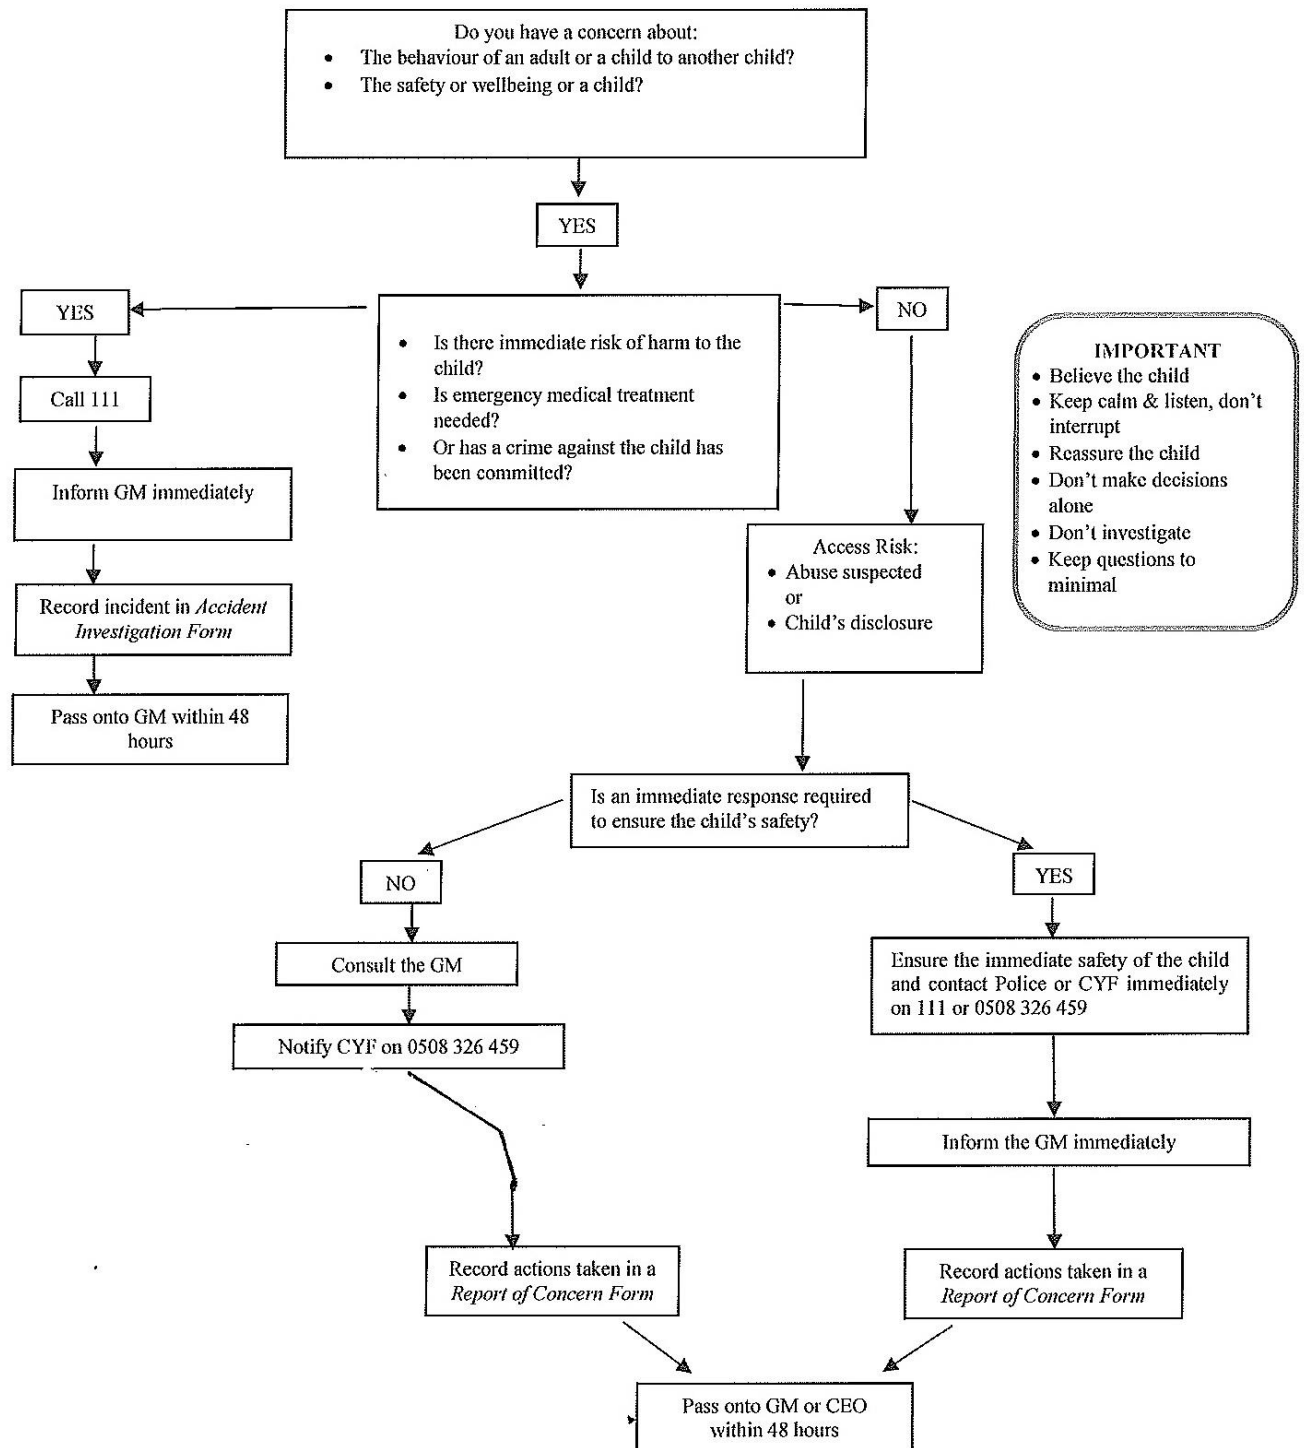 Do you have a concern about:
• The behaviour of an adult or a child to another child?
• The safety or wellbeing or a child?
YES
YES
Call 111
Inform GM immediately
Record incident in Accident
Investigation Form
Pass onto GM within 48
hours
• Is there immediate risk of harm to the
child?
• Is emergency medical treatment
needed?
• Or has a crime against the child has
been committed?
NO
IMPORTANT
• Believe the child
• Keep calm & listen, don't
interrupt
• Reassure the child
• Don't make decisions
alone
• Don't investigate
• Keep questions to
minimal
Access Risk:
• Abuse suspected
or
• Child's disclosure
Is an immediate response required
to ensure the child's safety?
NO
Consult the GM
Notify CYF on 0508 326 459
Record actions taken in a
Report of Concern Form
YES
Ensure the immediate safety of the child
and contact Police or CYF immediately
on 111 or 0508 326 459
Inform the GM immediately
Record actions taken in a
Report of Concern Form
Pass onto GM or CEO
within 48 hours